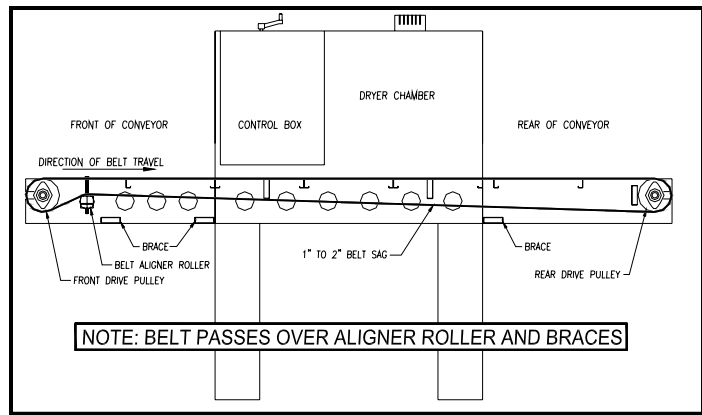 DRYER CHAMBER
FRONT OF CONVEYOR
CONTROL BOX
REAR OF CONVEYOR
DIRECTION OF BELT TRAVEL
BRACE
BELT ALIGNER ROLLER
FRONT DRIVE PULLEY
1" TO 2" BELT SAG
BRACE
REAR DRIVE PULLEY
NOTE: BELT PASSES OVER ALIGNER ROLLER AND BRACES